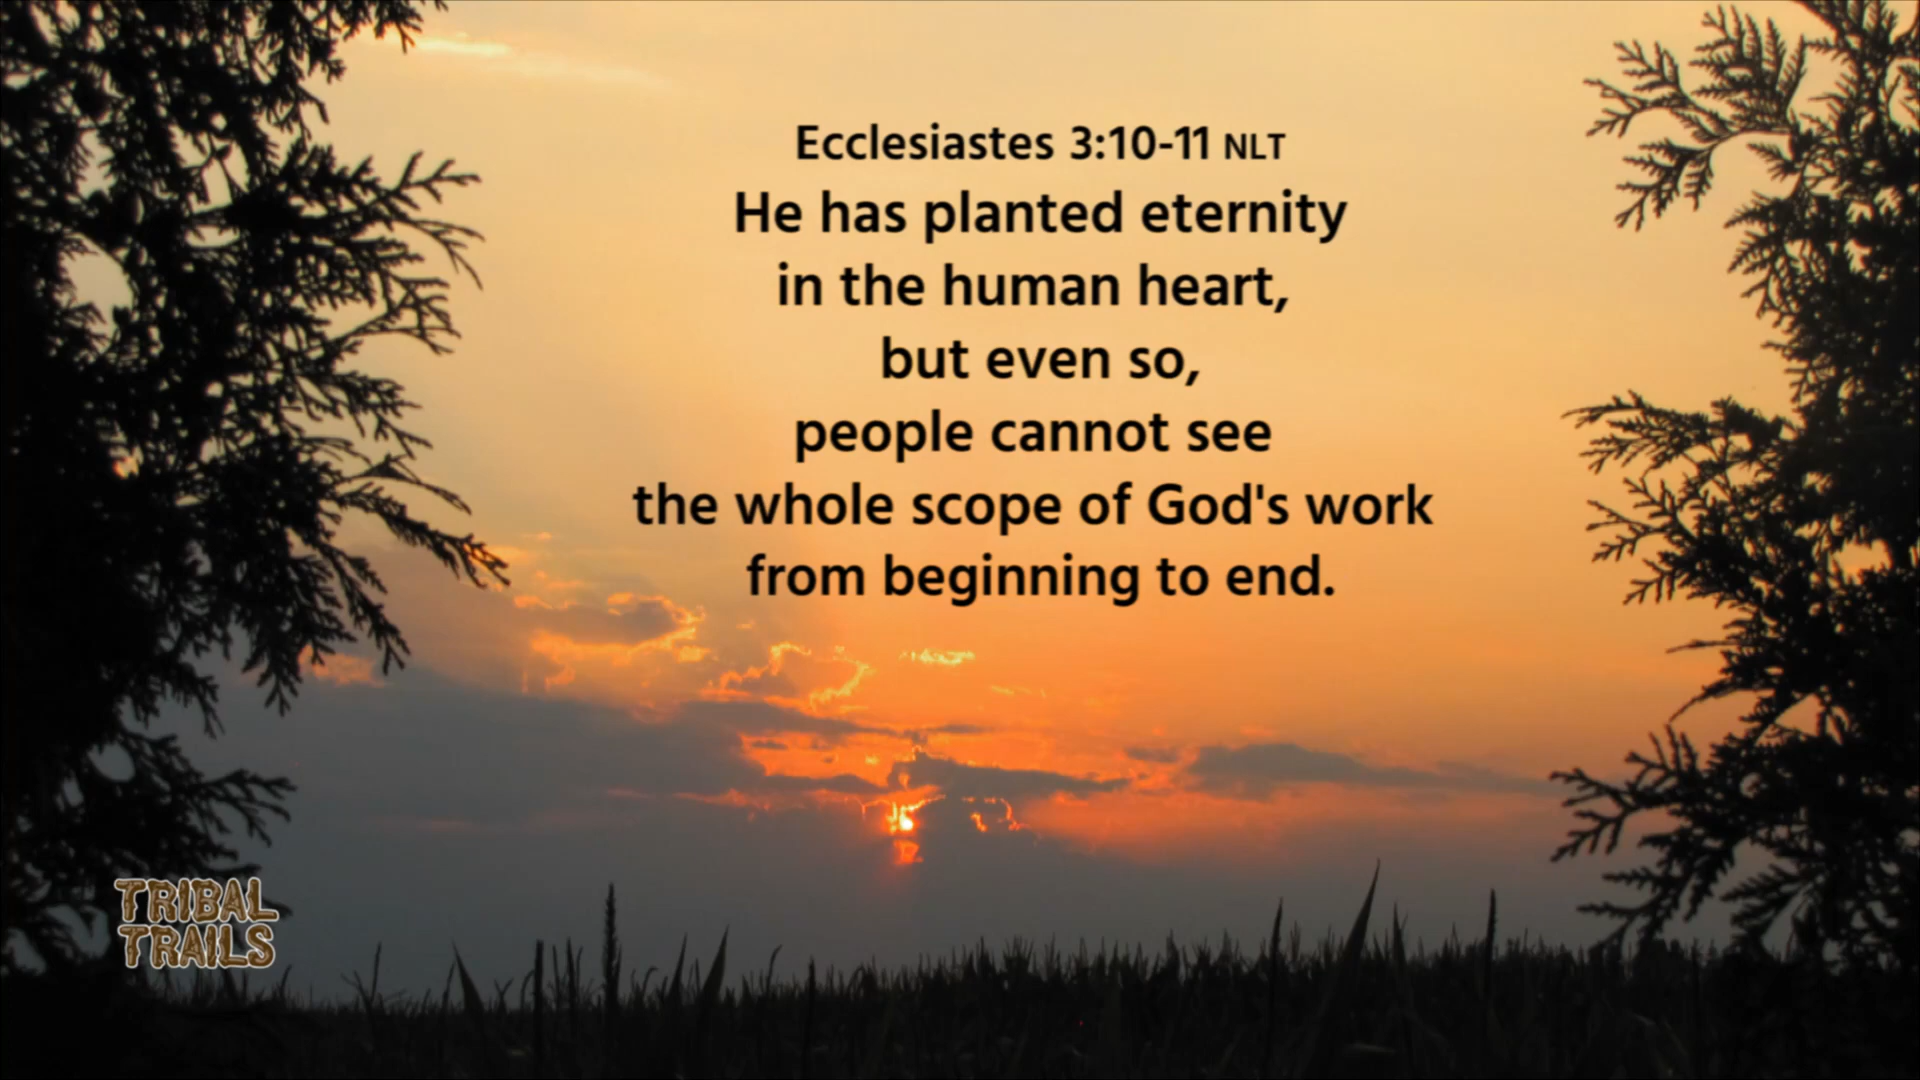 Ecclesiastes 3:10-11 NLT
He has planted eternity
in the human heart,
but even so,
people cannot see
the whole scope of God's work
from beginning to end.
TRIBAL
TRAILS